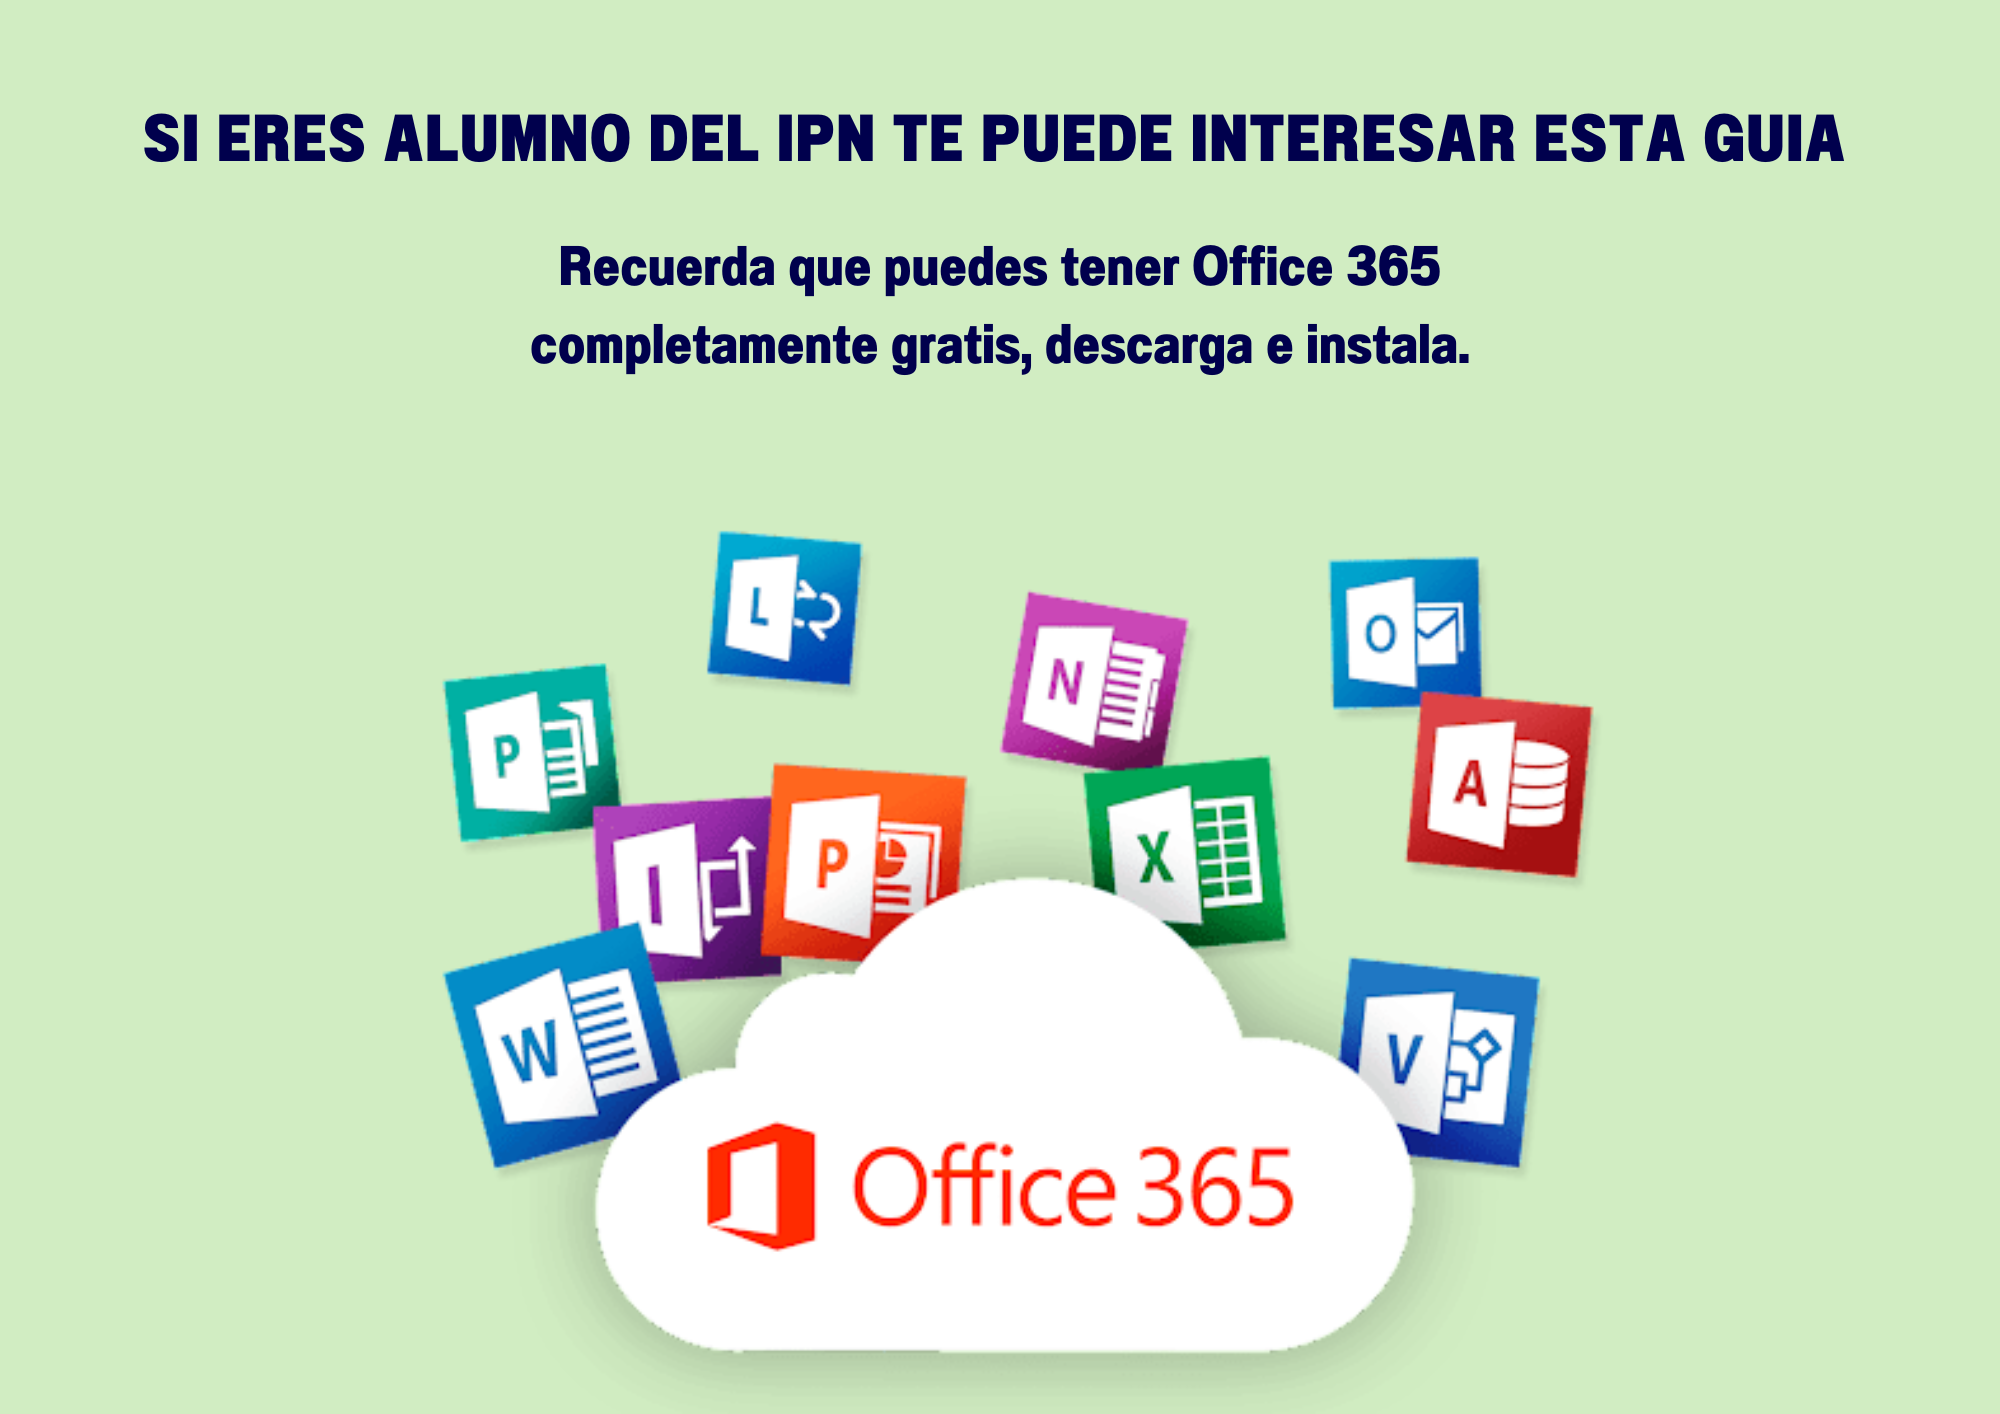 SI ERES ALUMNO DEL IPN TE PUEDE INTERESAR ESTA GUIA
Recuerda que puedes tener Office 365
completamente gratis, descarga e instala.
L
O
N
P
A
I
P
X
W
V
Office 365